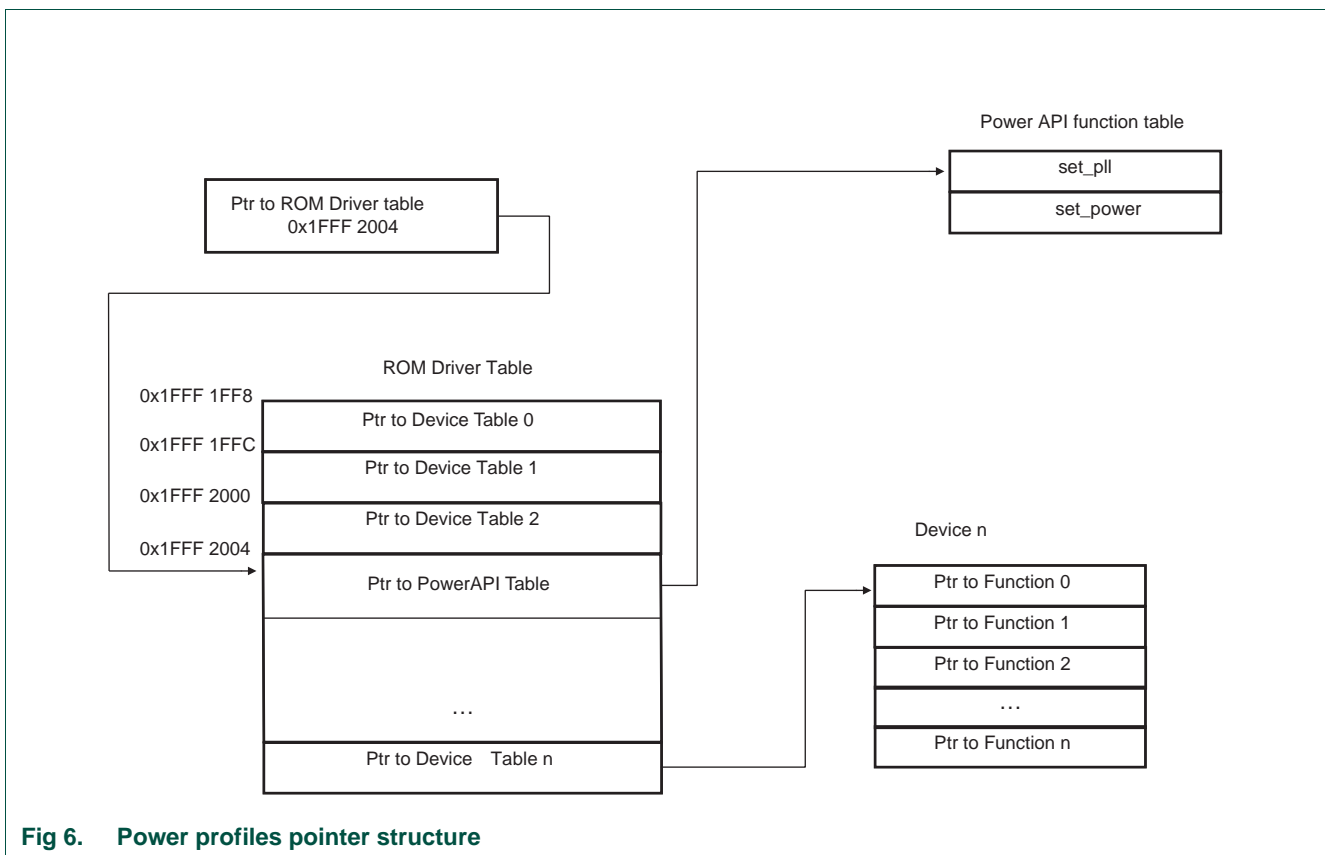 Power API function table
set_pll
set_power
Ptr to ROM Driver table
0x1FFF 2004
ROM Driver Table
0x1FFF 1FF8
Ptr to Device Table 0
0x1FFF 1FFC
Ptr to Device Table 1
0x1FFF 2000
Ptr to Device Table 2
0x1FFF 2004
Ptr to PowerAPI Table
…
Ptr to Device Table n
Device n
Ptr to Function 0
Ptr to Function 1
Ptr to Function 2
…
Ptr to Function n
Fig 6. Power profiles pointer structure